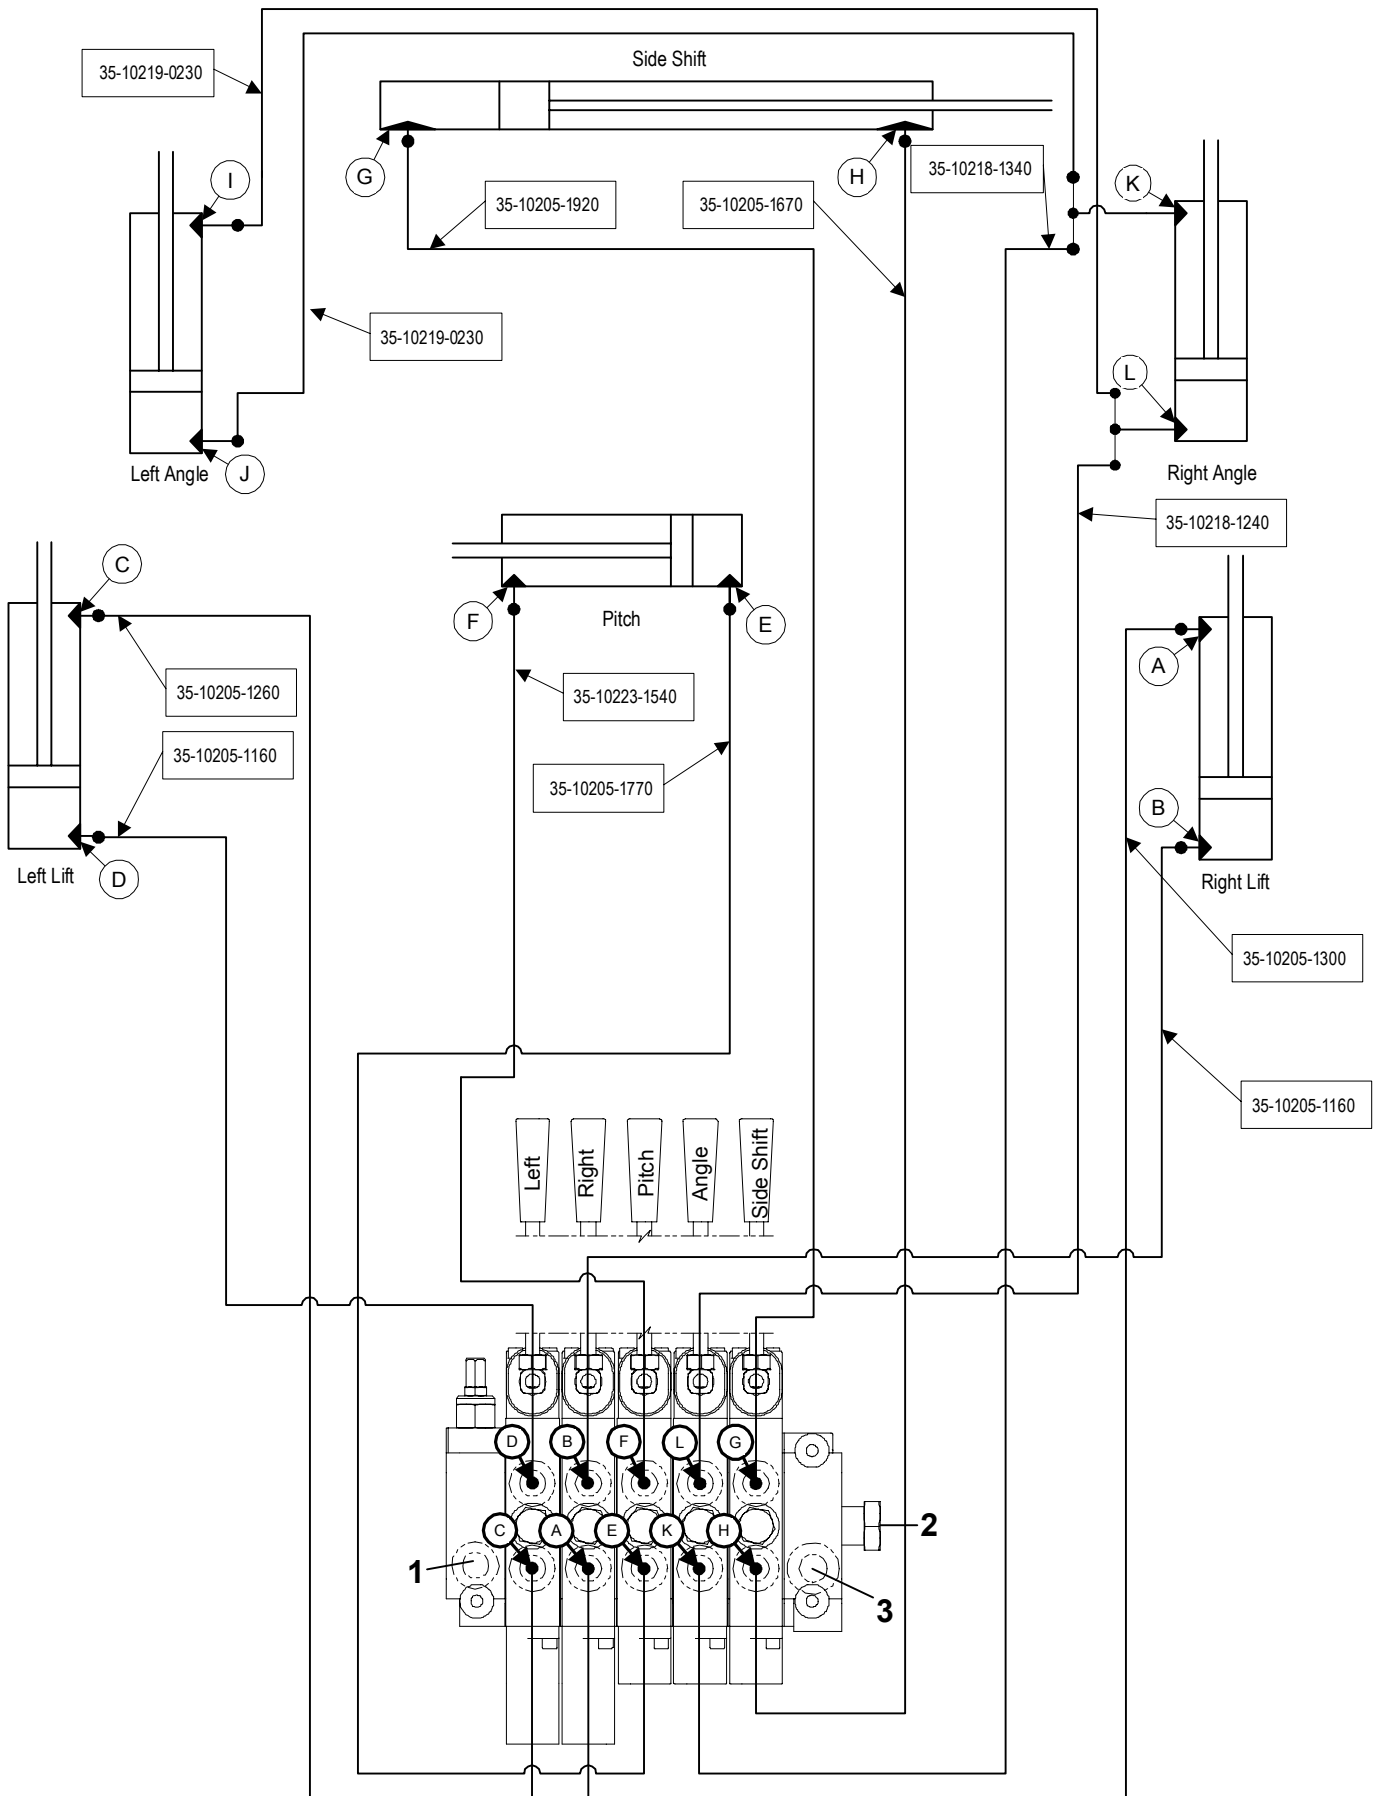 Side Shift
35-10219-0230
G
H
35-10218-1340
I
K
35-10205-1920
35-10205-1670
35-10219-0230
L
Left Angle
J
Right Angle
35-10218-1240
C
F
Pitch
E
A
35-10205-1260
35-10223-1540
35-10205-1160
35-10205-1770
B
Left Lift
D
Right Lift
35-10205-1300
35-10205-1160
Left
Right
Pitch
Angle
Side Shift
D
B
F
L
G
C
A
E
K
H
2
1
3